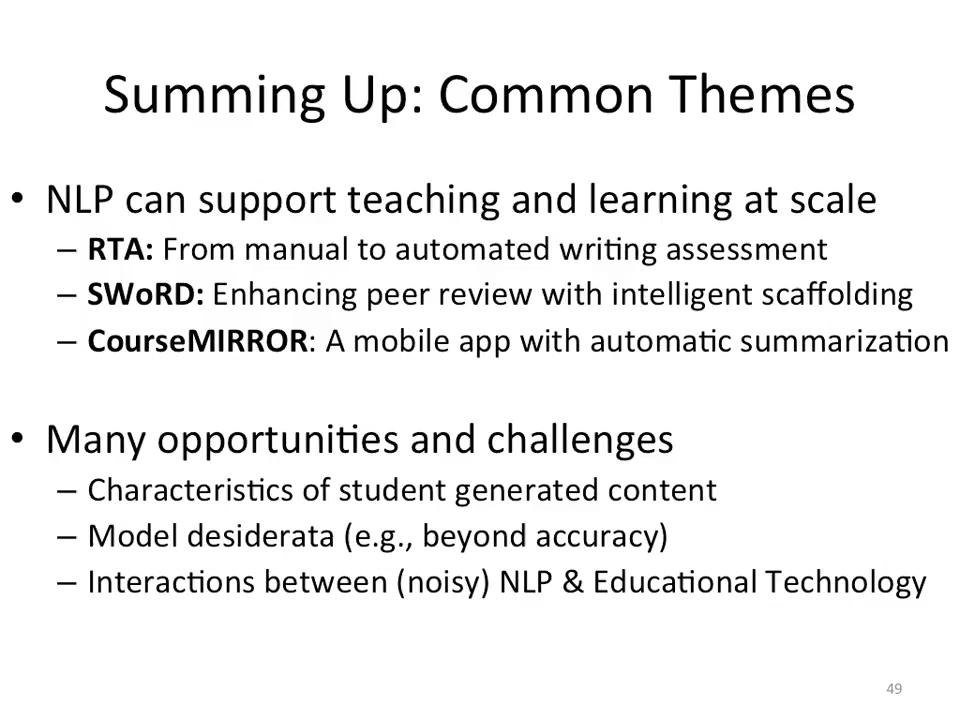 Summing Up: Common Themes
• NLP can support teaching and learning at scale
– RTA: From manual to automated writing assessment
– SWoRD: Enhancing peer review with intelligent scaffolding
– CourseMIRROR: A mobile app with automatic summarization
• Many opportunities and challenges
– Characteristics of student generated content
– Model desiderata (e.g., beyond accuracy)
– Interactions between (noisy) NLP & Educational Technology
49